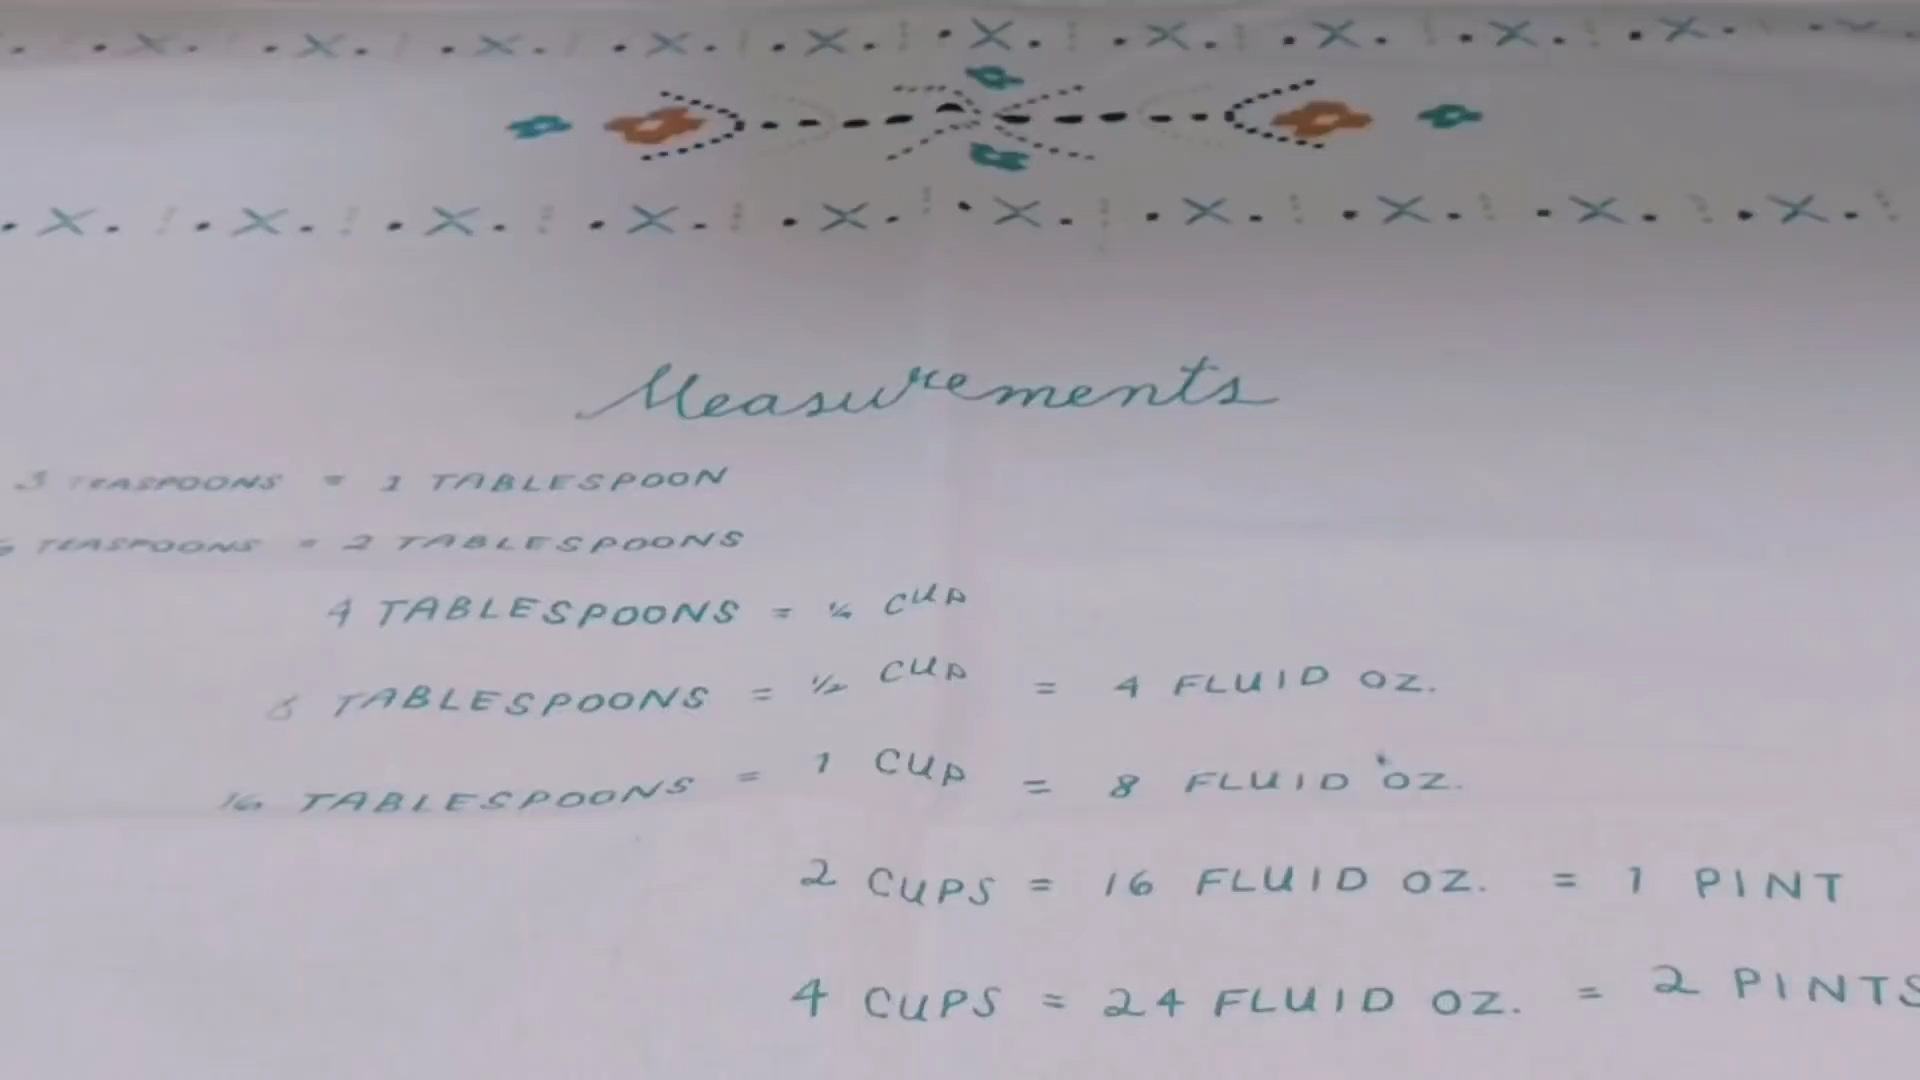 Measurements
3 TEASPOONS = 1 TABLESPOON
TEASPOONS = 2 TABLESPOONS
4 TABLESPOONS = ¼ CUP
TABLESPOONS = ½ CUP = 4 FLUID OZ.
16 TABLESPOONS = 1 CUP = 8 FLUID OZ.
2 CUPS = 16 FLUID OZ. = 1 PINT
4 CUPS = 24 FLUID OZ. = 2 PINTS